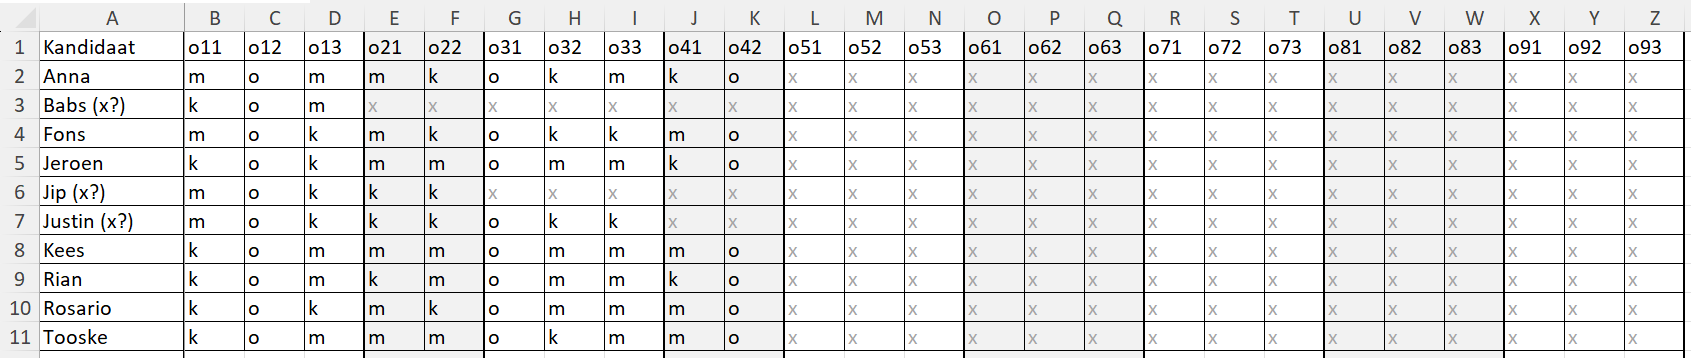 A B C D E F G H I J K L M N O P Q R S T U V W X Y Z
1 Kandidaat o11 o12 o13 o21 o22 o31 o32 o33 o41 o42 o51 o52 o53 o61 o62 o63 o71 o72 o73 o81 o82 o83 o91 o92 o93
2 Anna m o m m k o k m k o x x x x x x x x x x x x x x x
3 Babs (x?) k o m x x x x x x x x x x x x x x x x x x x x x x
4 Fons m o k m k o k k m o x x x x x x x x x x x x x x x
5 Jeroen k o k m m o m m k o x x x x x x x x x x x x x x x
6 Jip (x?) m o k k k x x x x x x x x x x x x x x x x x x x x
7 Justin (x?) m o k k k o k k x x x x x x x x x x x x x x x x x
8 Kees k o m m m o m m m o x x x x x x x x x x x x x x x
9 Rian k o m k m o m m k o x x x x x x x x x x x x x x x
10 Rosario k o k m k o m m m o x x x x x x x x x x x x x x x
11 Tooske k o m m m o k m m o x x x x x x x x x x x x x x x